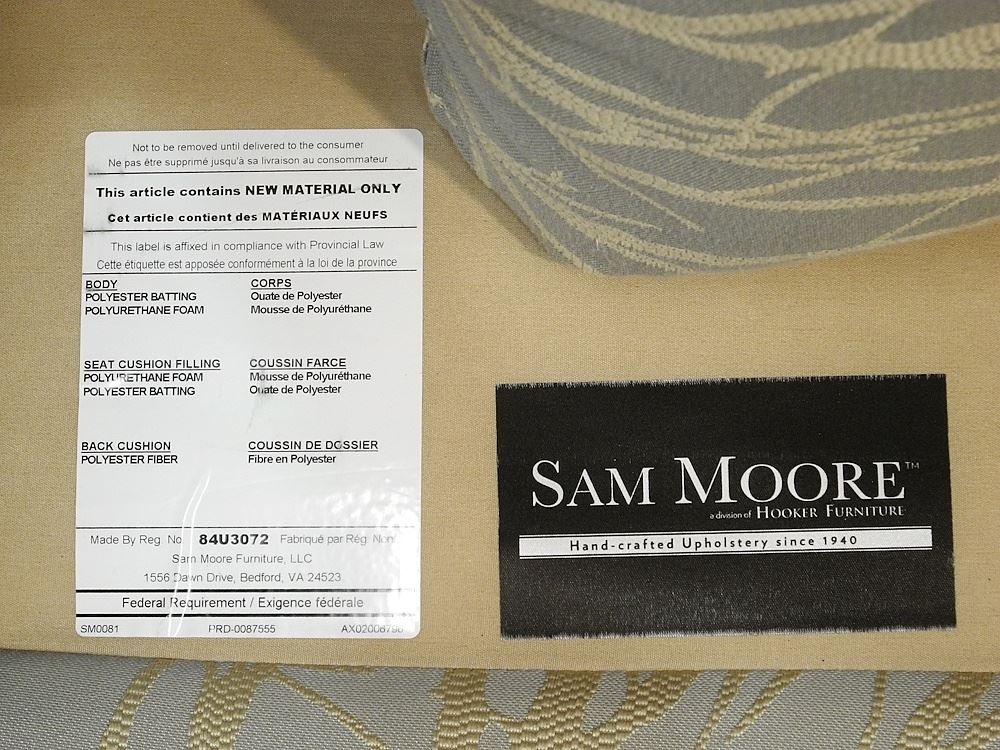 Not to be removed until delivered to the consumer
Ne pas être supprimé jusqu'à sa livraison au consommateur
This article contains NEW MATERIAL ONLY
Cet article contient des MATÉRIAUX NEUFS
This label is affixed in compliance with Provincial Law
Cette étiquette est apposée conformément à la loi de la province
BODY CORPS
POLYESTER BATTING Ouate de Polyester
POLYURETHANE FOAM Mousse de Polyuréthane
SEAT CUSHION FILLING COUSSIN FARCE
POLYURETHANE FOAM Mousse de Polyuréthane
POLYESTER BATTING Ouate de Polyester
BACK CUSHION COUSSIN DE DOSSIER
POLYESTER FIBER Fibre en Polyester
Made By Reg. No. 84U3072 Fabriqué par Rég. Non
Sam Moore Furniture, LLC
1556 Dawn Drive, Bedford, VA 24523
Federal Requirement / Exigence fédérale
SM0081 PRD-0087555
SAM MOORE™
a division of HOOKER FURNITURE
Hand-crafted Upholstery since 1940